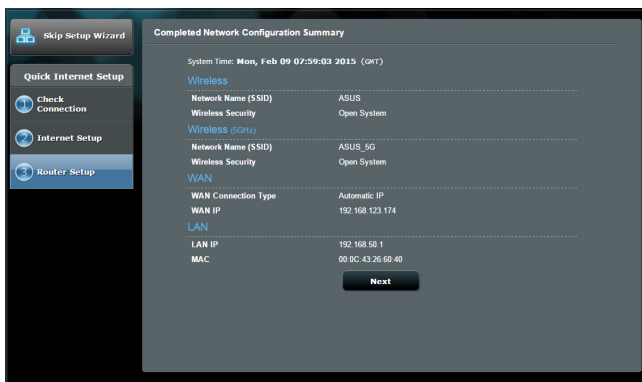 Skip Setup Wizard
Quick Internet Setup
1 Check Connection
2 Internet Setup
3 Router Setup
Completed Network Configuration Summary
System Time: Mon, Feb 09 07:59:03 2015 (GMT)
Wireless
Network Name (SSID) ASUS
Wireless Security Open System
Wireless (5GHz)
Network Name (SSID) ASUS_5G
Wireless Security Open System
WAN
WAN Connection Type Automatic IP
WAN IP 192.168.123.174
LAN
LAN IP 192.168.50.1
MAC 00:0C:43:26:60:40
Next